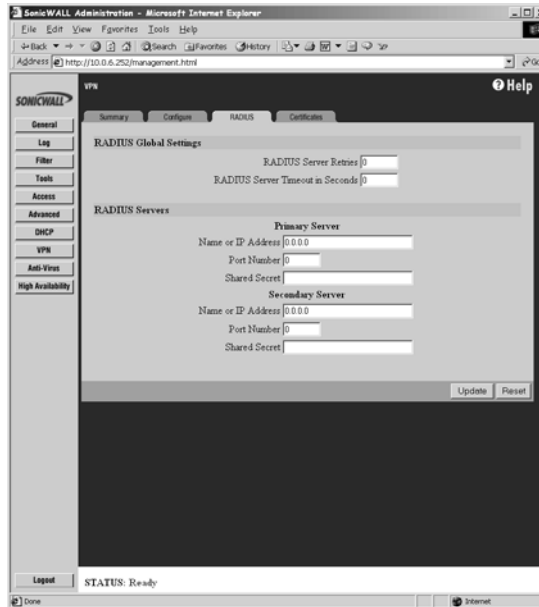 SonicWALL Administration - Microsoft Internet Explorer
File Edit View Favorites Tools Help
Back Search Favorites History
Address http://10.0.6.252/management.html
SONICWALL
VPN
Help
Summary Configure RADIUS Certificates
General
Log
Filter
Tools
Access
Advanced
DHCP
VPN
Anti-Virus
High Availability
RADIUS Global Settings
RADIUS Server Retries 0
RADIUS Server Timeout in Seconds 0
RADIUS Servers
Primary Server
Name or IP Address 0.0.0.0
Port Number 0
Shared Secret
Secondary Server
Name or IP Address 0.0.0.0
Port Number 0
Shared Secret
Update Reset
Logout
STATUS: Ready
Done
Internet